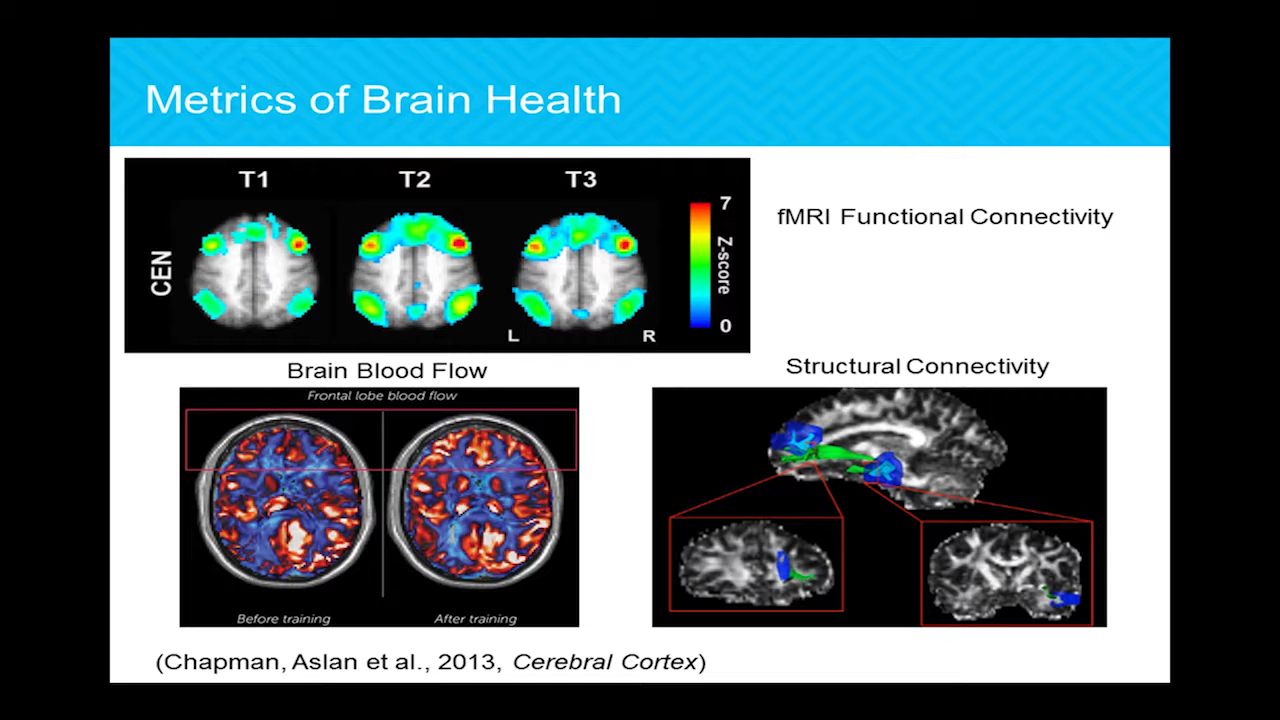 Metrics of Brain Health
T1 T2 T3
CEN
7
Z-score
0
L R
fMRI Functional Connectivity
Brain Blood Flow
Frontal lobe blood flow
Before training After training
Structural Connectivity
(Chapman, Aslan et al., 2013, Cerebral Cortex)